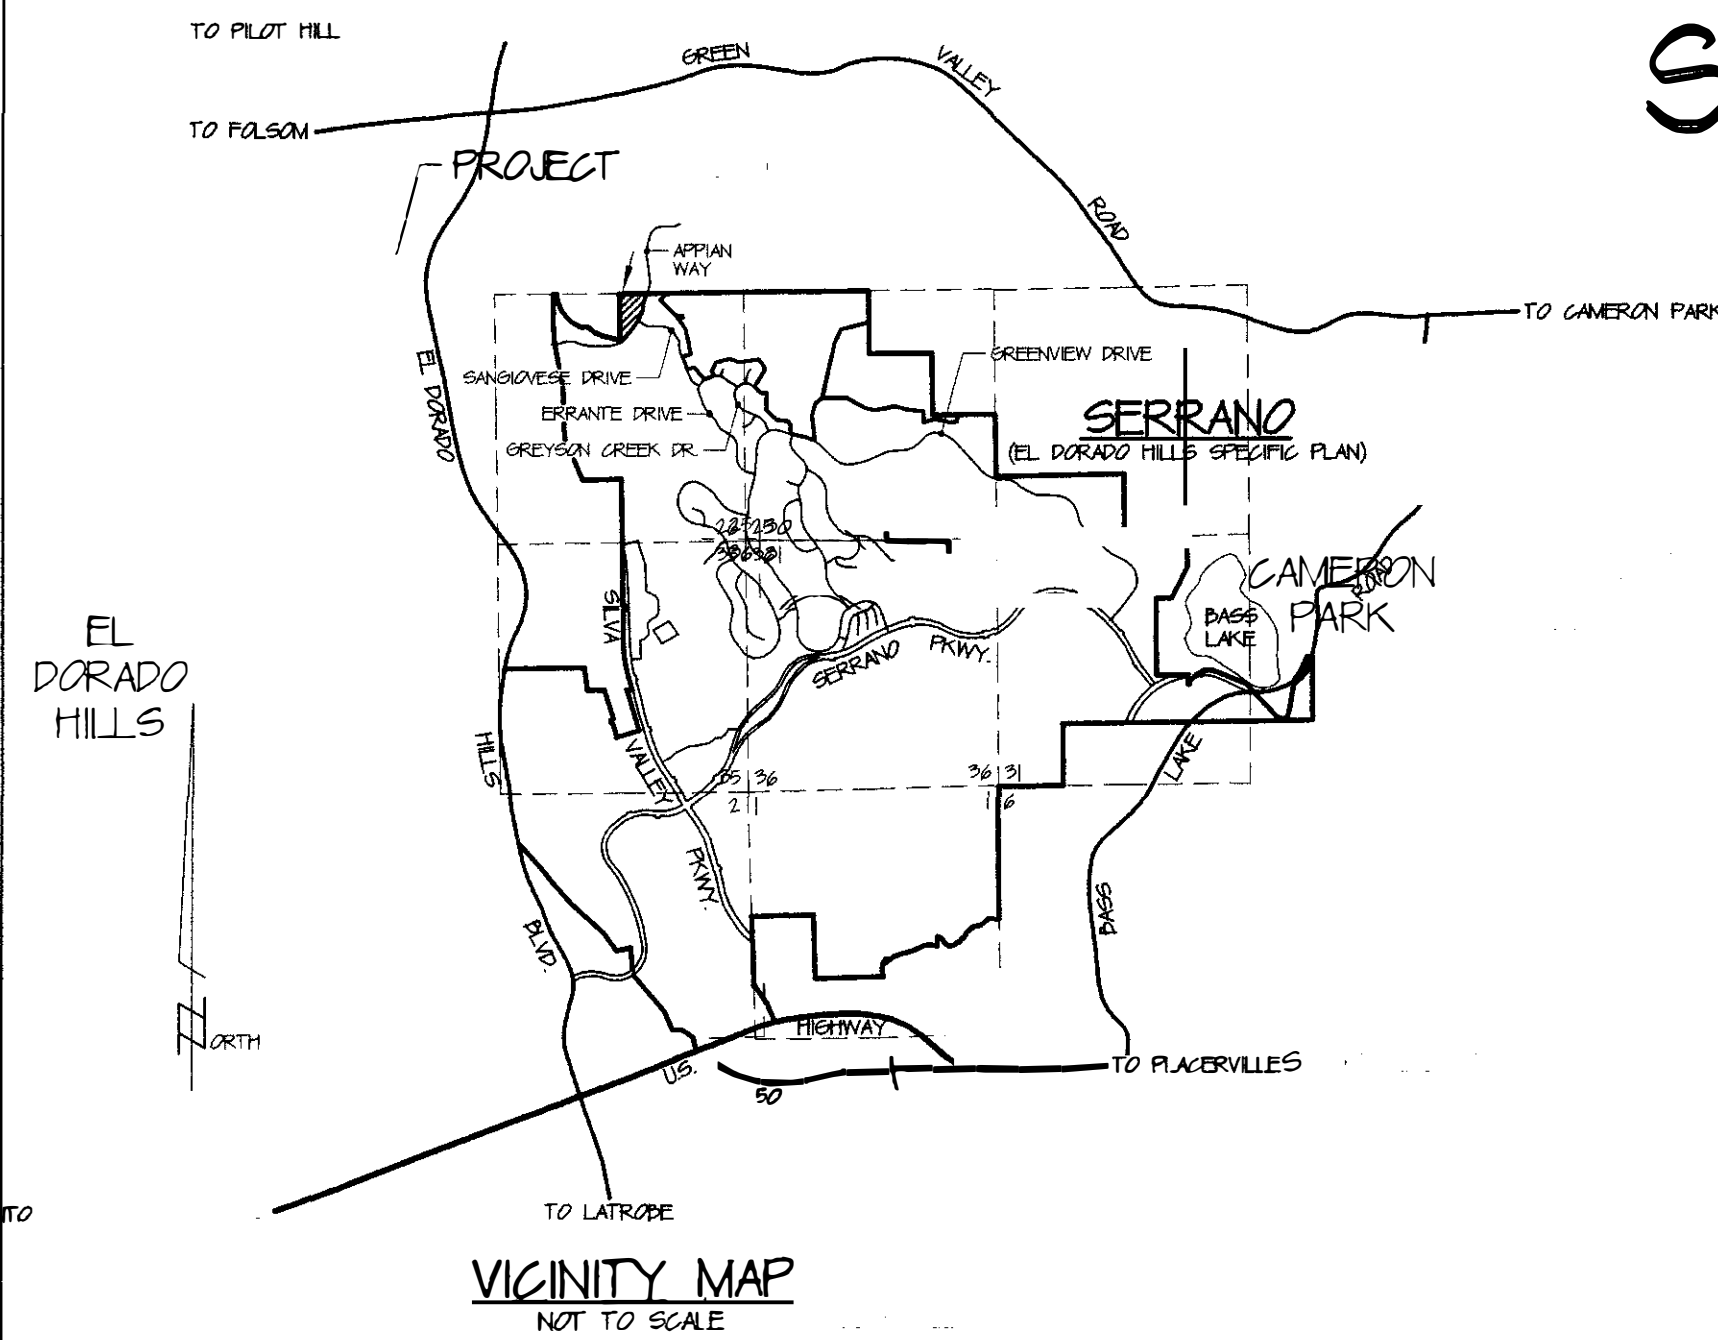 TO PILOT HILL
S
GREEN
VALLEY
TO FOLSOM
PROJECT
ROAD
APPIAN
WAY
TO CAMERON PARK
EL DORADO
SANGIOVESE DRIVE
GREENVIEW DRIVE
ERRANTE DRIVE
SERRANO
GREYSON CREEK DR.
(EL DORADO HILLS SPECIFIC PLAN)
CAMERON
PARK
ROAD
SILVA
BASS
LAKE
EL
DORADO
HILLS
SERRANO
PKWY.
HILLS
VALLEY
LAKE
35 36
36 31
2 1
1 6
PKWY.
BASS
BLVD.
NORTH
HIGHWAY
U.S.
50
TO PLACERVILLES
TO
TO LATROBE
VICINITY MAP
NOT TO SCALE